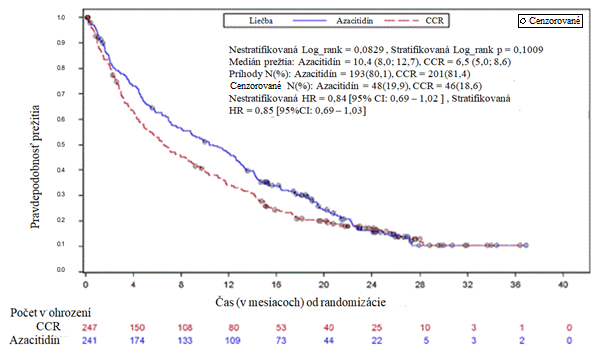 Liečba Azacitidín CCR Cenzorované
Nestratifikovaná Log_rank = 0,0829 , Stratifikovaná Log_rank p = 0,1009
Medián prežtia: Azacitidín = 10,4 (8,0; 12,7), CCR = 6,5 (5,0; 8,6)
Príhody N(%): Azacitidín = 193(80,1), CCR = 201(81,4)
Cenzorované N(%): Azacitidín = 48(19,9), CCR = 46(18,6)
Nestratifikovaná HR = 0,84 [95% CI: 0,69 – 1,02 ] , Stratifikovaná
HR = 0,85 [95%CI: 0,69 – 1,03]
Pravdepodobnosť prežitia
1.0
0.9
0.8
0.7
0.6
0.5
0.4
0.3
0.2
0.1
0.0
0 4 8 12 16 20 24 28 32 36 40
Čas (v mesiacoch) od randomizácie
Počet v ohrození
CCR 247 150 108 80 53 40 25 10 3 1 0
Azacitidín 241 174 133 109 73 44 22 5 3 2 0